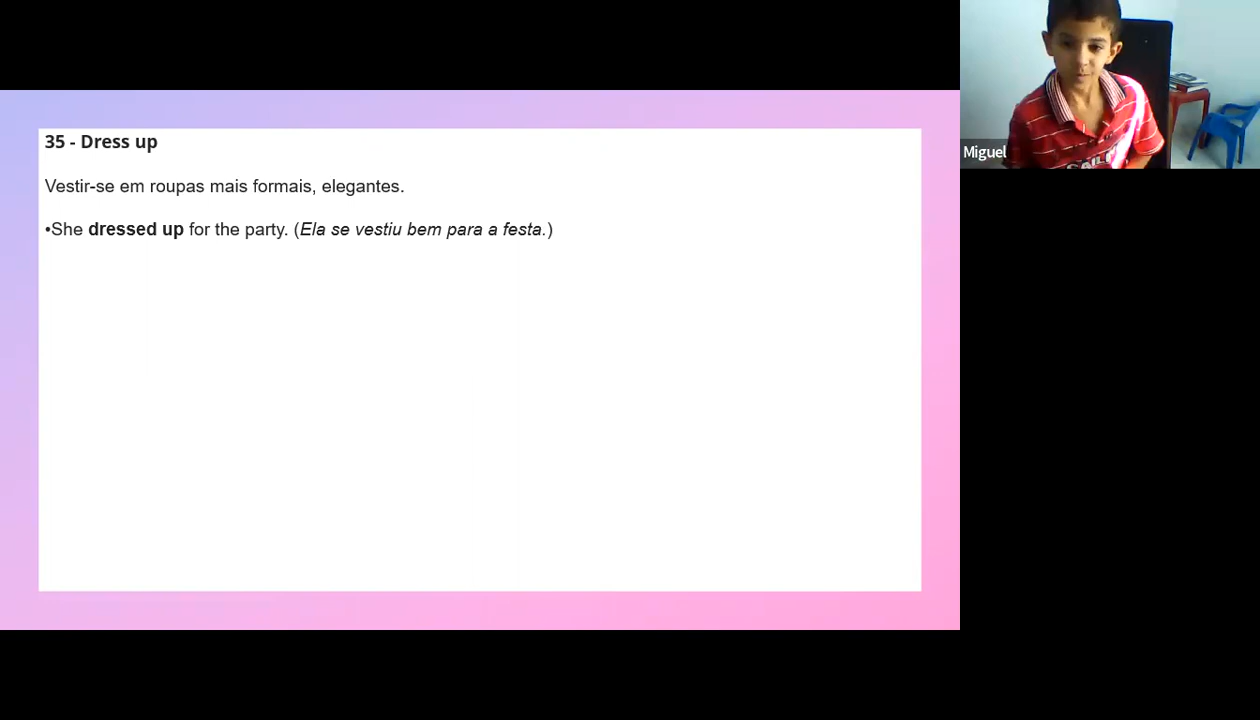 35 - Dress up
Vestir-se em roupas mais formais, elegantes.
•She dressed up for the party. (Ela se vestiu bem para a festa.)
Miguel